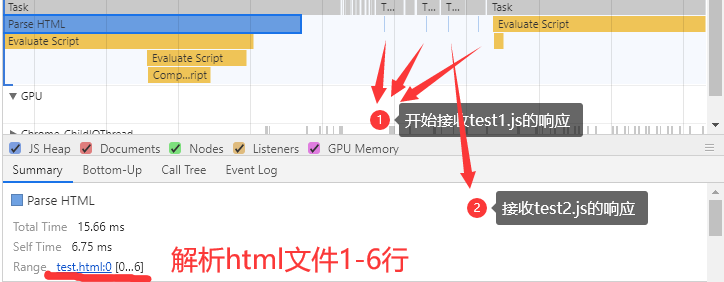 Task
T...
T...
T...
Task
Parse HTML
Evaluate Script
Evaluate Script
Evaluate Script
Comp...ript
GPU
1 开始接收test1.js的响应
Chrome_ChildIOThread
JS Heap Documents Nodes Listeners GPU Memory
Summary Bottom-Up Call Tree Event Log
2 接收test2.js的响应
Parse HTML
Total Time 15.66 ms
Self Time 6.75 ms
Range test.html:0 [0...6]
解析html文件1-6行